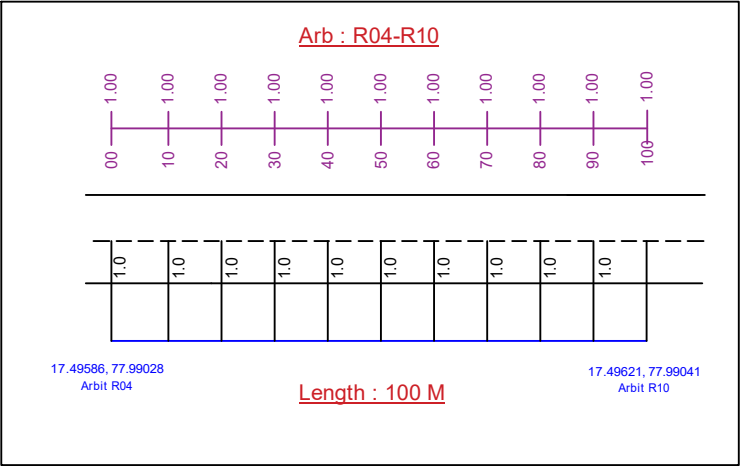 Arb : R04-R10
1.00 1.00 1.00 1.00 1.00 1.00 1.00 1.00 1.00 1.00 1.00
00 10 20 30 40 50 60 70 80 90 100
1.0 1.0 1.0 1.0 1.0 1.0 1.0 1.0 1.0 1.0
17.49586, 77.99028
Arbit R04
17.49621, 77.99041
Arbit R10
Length : 100 M